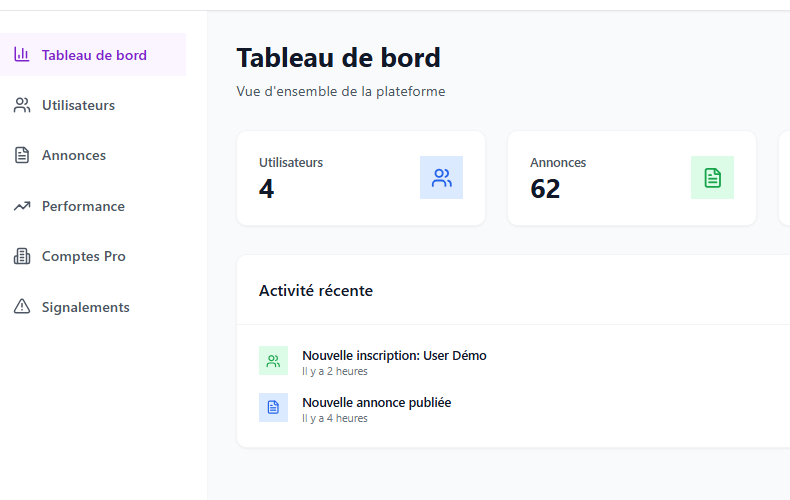 Tableau de bord
Utilisateurs
Annonces
Performance
Comptes Pro
Signalements
Tableau de bord
Vue d'ensemble de la plateforme
Utilisateurs
4
Annonces
62
Activité récente
Nouvelle inscription: User Démo
Il y a 2 heures
Nouvelle annonce publiée
Il y a 4 heures